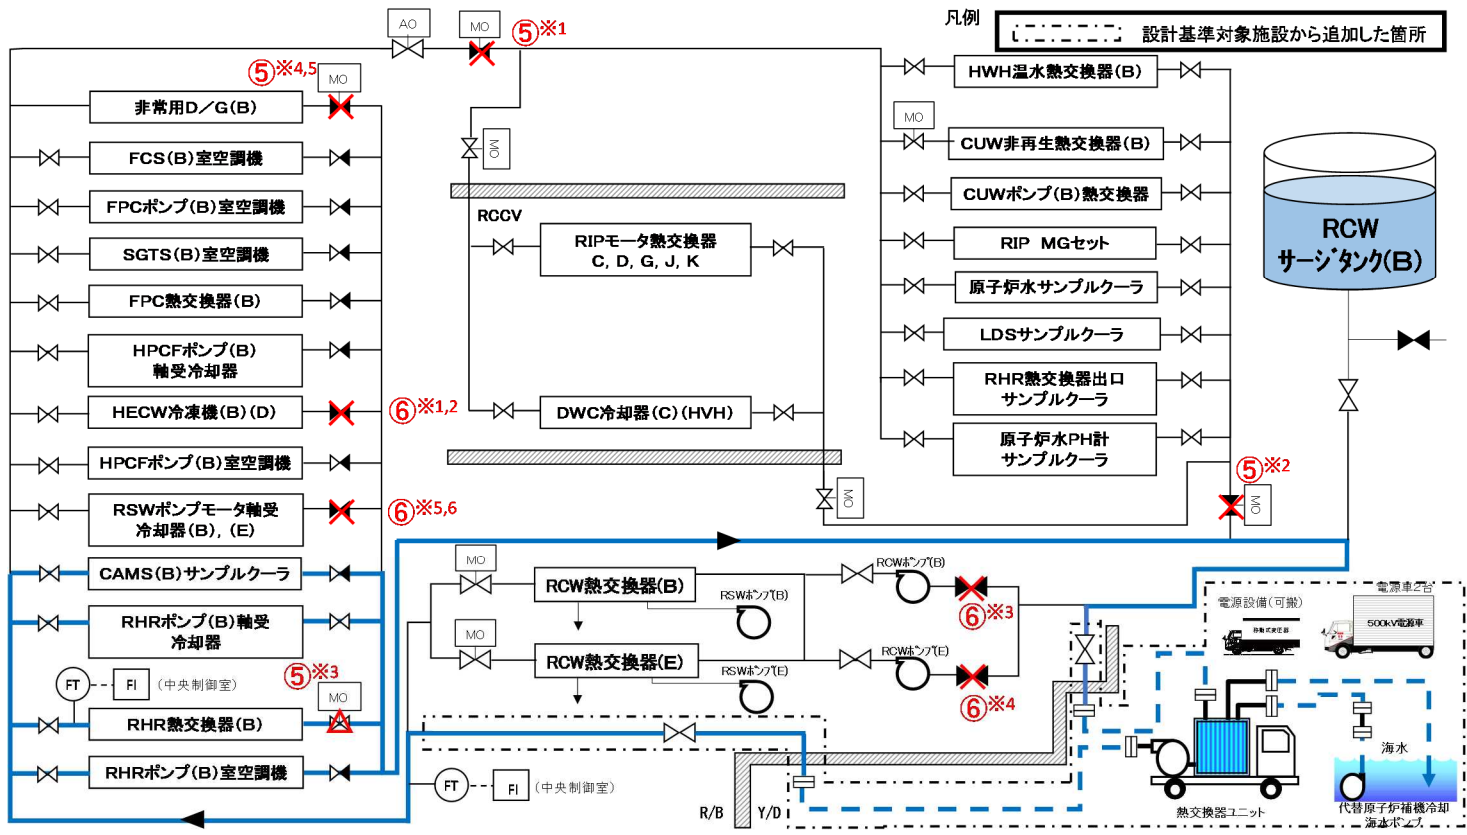 凡例
設計基準対象施設から追加した箇所
AO
MO
⑤※1
⑤※4,5
MO
非常用D/G(B)
FCS(B)室空調機
FPCポンプ(B)室空調機
SGTS(B)室空調機
FPC熱交換器(B)
HPCFポンプ(B)
軸受冷却器
HECW冷凍機(B)(D)
⑥※1,2
HPCFポンプ(B)室空調機
RSWポンプモータ軸受
冷却器(B), (E)
⑥※5,6
CAMS(B)サンプルクーラ
RHRポンプ(B)軸受
冷却器
FT
FI
(中央制御室)
⑤※3
MO
RHR熱交換器(B)
RHRポンプ(B)室空調機
MO
RCCV
RIPモータ熱交換器
C, D, G, J, K
DWC冷却器(C)(HVH)
MO
HWH温水熱交換器(B)
MO
CUW非再生熱交換器(B)
CUWポンプ(B)熱交換器
RIP MGセット
原子炉水サンプルクーラ
LDSサンプルクーラ
RHR熱交換器出口
サンプルクーラ
原子炉水PH計
サンプルクーラ
⑤※2
MO
RCW
サージタンク(B)
MO
RCW熱交換器(B)
RSWポンプ(B)
RCWポンプ(B)
⑥※3
MO
RCW熱交換器(E)
RSWポンプ(E)
RCWポンプ(E)
⑥※4
FT
FI
(中央制御室)
R/B
Y/D
電源設備(可搬)
移動式変圧器
電源車2台
500kV電源車
熱交換器ユニット
海水
代替原子炉補機冷却
海水ポンプ